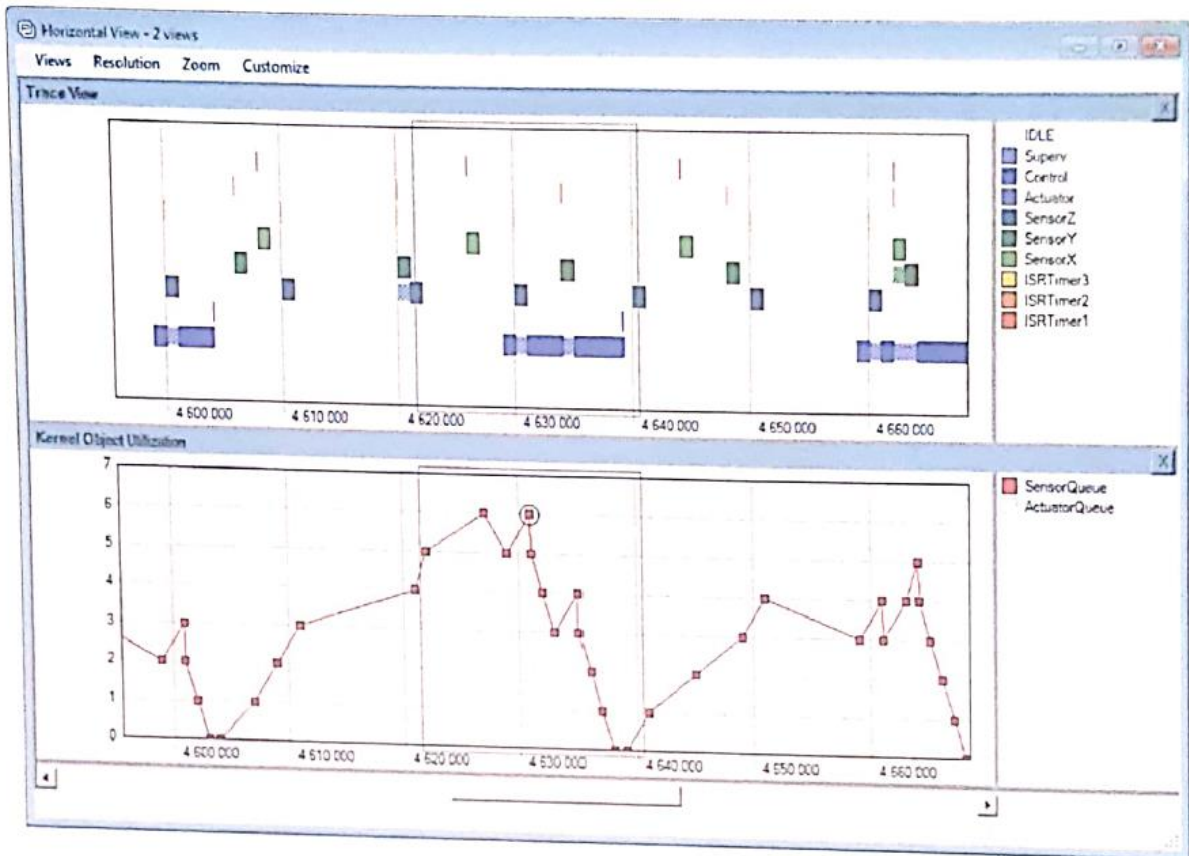 Horizontal View - 2 views
Views Resolution Zoom Customize
Trace View
X
IDLE
Superv
Control
Actuator
SensorZ
SensorY
SensorX
ISRTimer3
ISRTimer2
ISRTimer1
4 600 000 4 610 000 4 620 000 4 630 000 4 640 000 4 650 000 4 660 000
Kernel Object Utilization
X
7
6
5
4
3
2
1
0
SensorQueue
ActuatorQueue
4 600 000 4 610 000 4 620 000 4 630 000 4 640 000 4 650 000 4 660 000